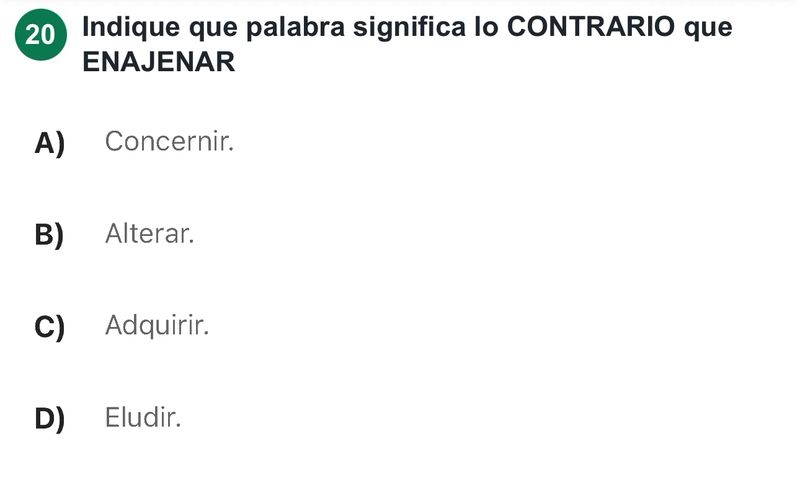 20 Indique que palabra significa lo CONTRARIO que
ENAJENAR
A) Concernir.
B) Alterar.
C) Adquirir.
D) Eludir.